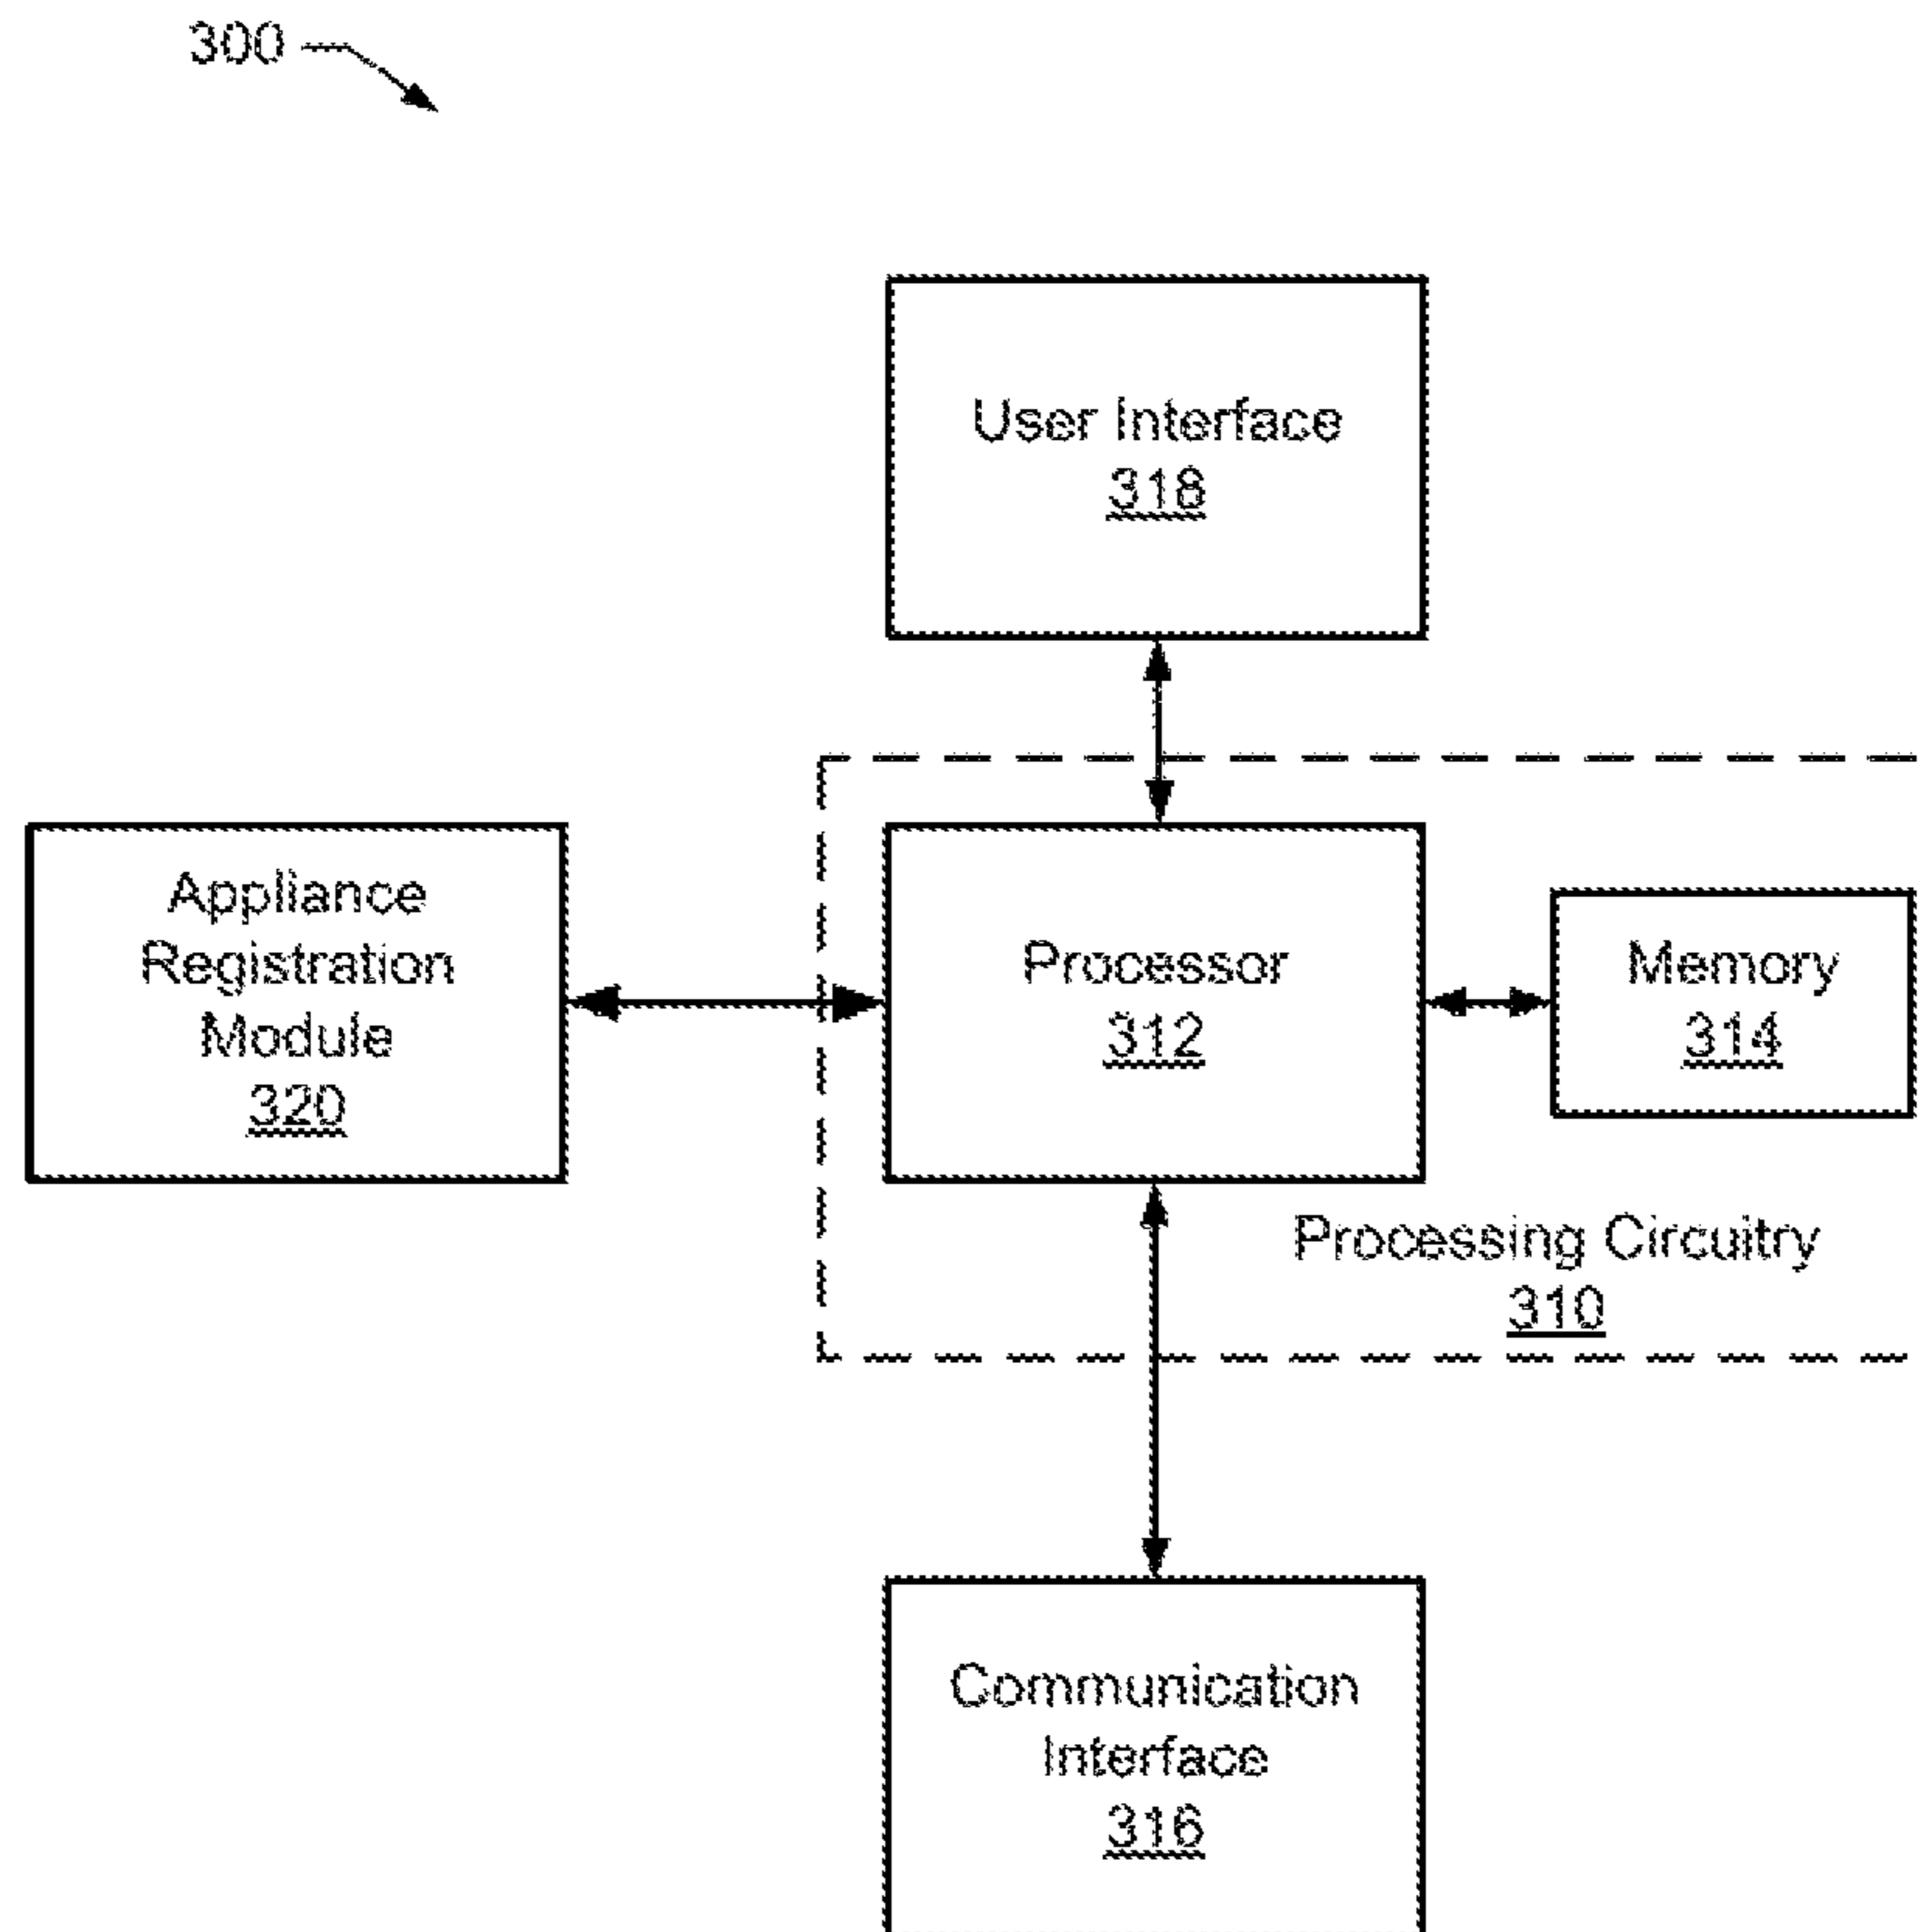 300
User Interface
318
Appliance
Registration
Module
320
Processor
312
Memory
314
Processing Circuitry
310
Communication
Interface
316